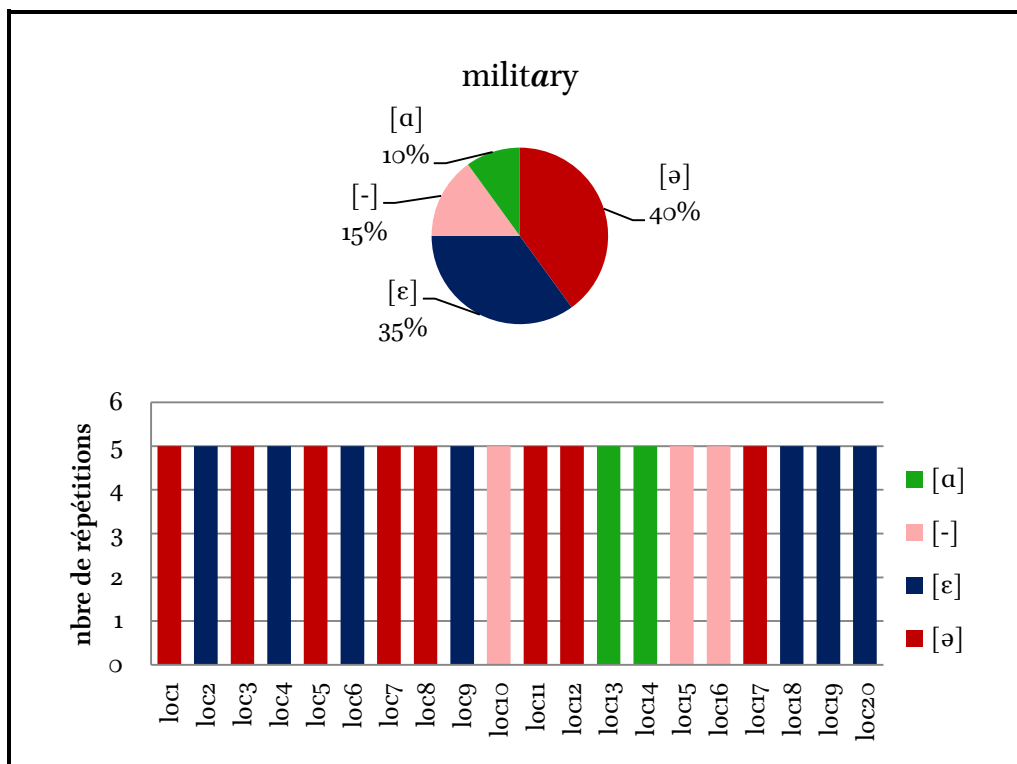 military
[ɑ]
10%
[ə]
40%
[-]
15%
[ɛ]
35%
nbre de répétitions
6
5
4
3
2
1
0
loc1 loc2 loc3 loc4 loc5 loc6 loc7 loc8 loc9 loc10 loc11 loc12 loc13 loc14 loc15 loc16 loc17 loc18 loc19 loc20
[ɑ]
[-]
[ɛ]
[ə]